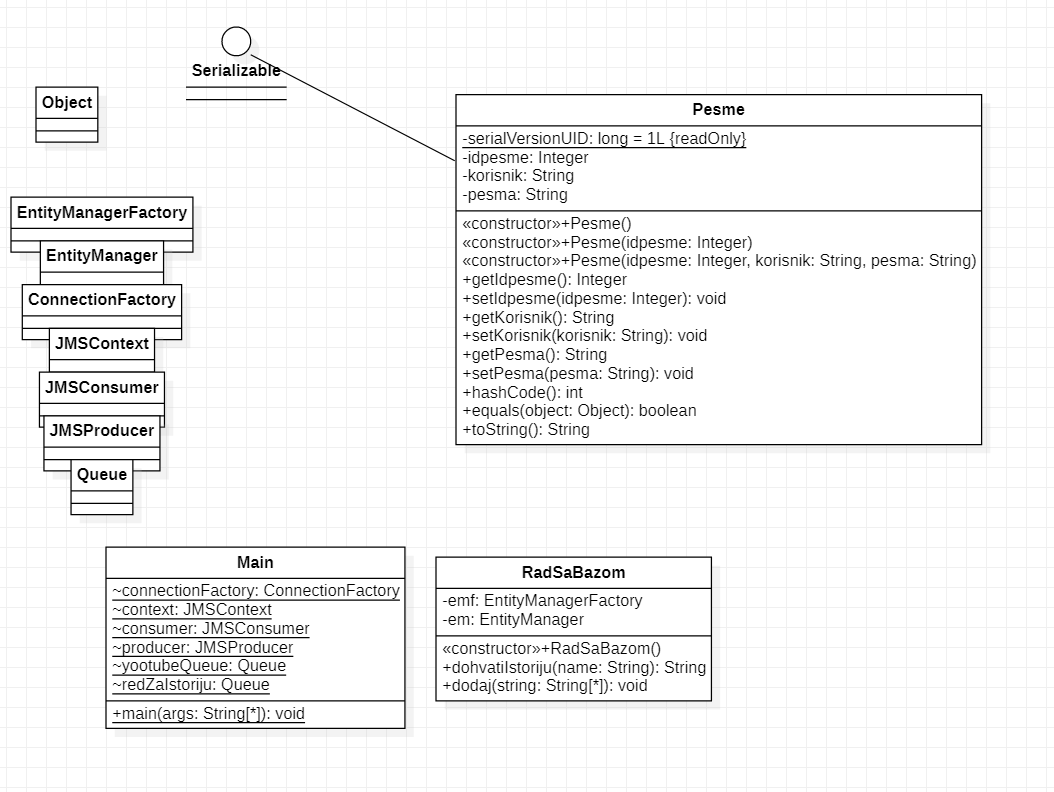 Serializable
Object
EntityManagerFactory
EntityManager
ConnectionFactory
JMSContext
JMSConsumer
JMSProducer
Queue
Pesme
-serialVersionUID: long = 1L {readOnly}
-idpesme: Integer
-korisnik: String
-pesma: String
«constructor»+Pesme()
«constructor»+Pesme(idpesme: Integer)
«constructor»+Pesme(idpesme: Integer, korisnik: String, pesma: String)
+getIdpesme(): Integer
+setIdpesme(idpesme: Integer): void
+getKorisnik(): String
+setKorisnik(korisnik: String): void
+getPesma(): String
+setPesma(pesma: String): void
+hashCode(): int
+equals(object: Object): boolean
+toString(): String
Main
~connectionFactory: ConnectionFactory
~context: JMSContext
~consumer: JMSConsumer
~producer: JMSProducer
~yootubeQueue: Queue
~redZaIstoriju: Queue
+main(args: String[*]): void
RadSaBazom
-emf: EntityManagerFactory
-em: EntityManager
«constructor»+RadSaBazom()
+dohvatiIstoriju(name: String): String
+dodaj(string: String[*]): void